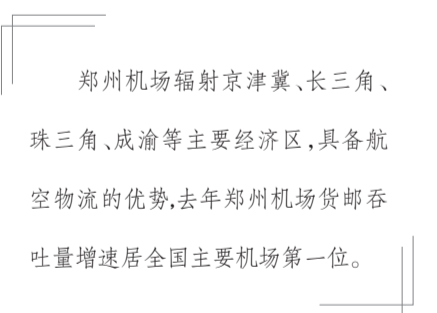 郑州机场辐射京津冀、长三角、
珠三角、成渝等主要经济区,具备航
空物流的优势,去年郑州机场货邮吞
吐量增速居全国主要机场第一位。